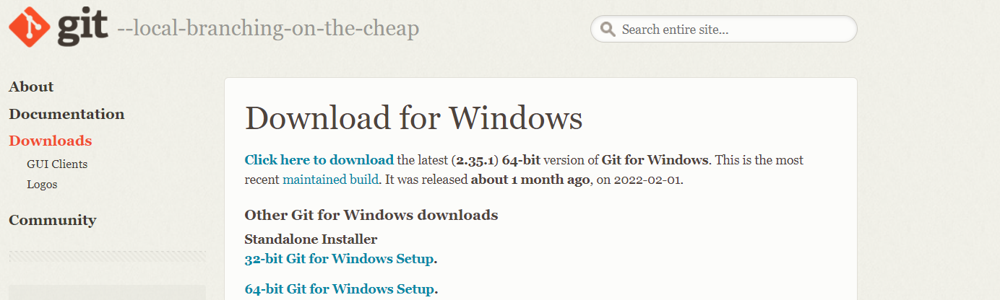 git --local-branching-on-the-cheap
Search entire site...
About
Documentation
Downloads
GUI Clients
Logos
Community
Download for Windows
Click here to download the latest (2.35.1) 64-bit version of Git for Windows. This is the most
recent maintained build. It was released about 1 month ago, on 2022-02-01.
Other Git for Windows downloads
Standalone Installer
32-bit Git for Windows Setup.
64-bit Git for Windows Setup.